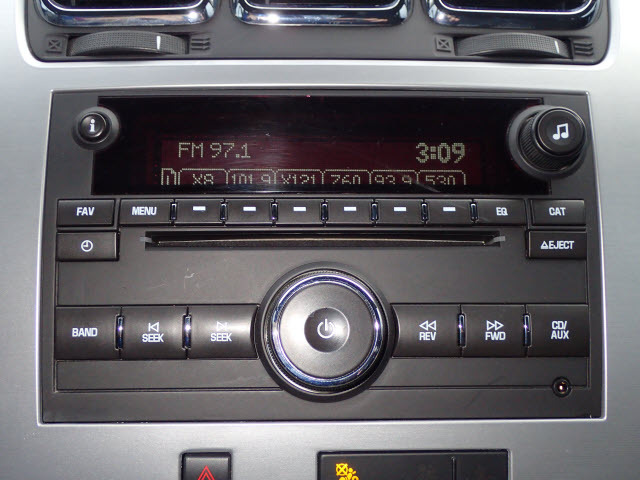 i
FM 97.1 3:09
1 X8 101.9 X121 760 93.9 530
FAV MENU EQ CAT
EJECT
BAND SEEK SEEK REV FWD CD/
AUX